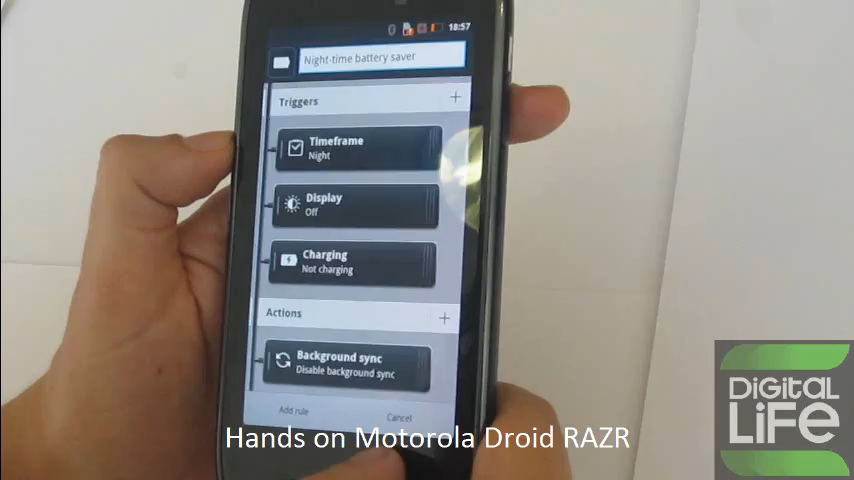 18:57
Night-time battery saver
Triggers
Timeframe
Night
Display
Off
Charging
Not charging
Actions
Background sync
Disable background sync
Add rule
Cancel
Hands on Motorola Droid RAZR
DiGiTAL
LiFE